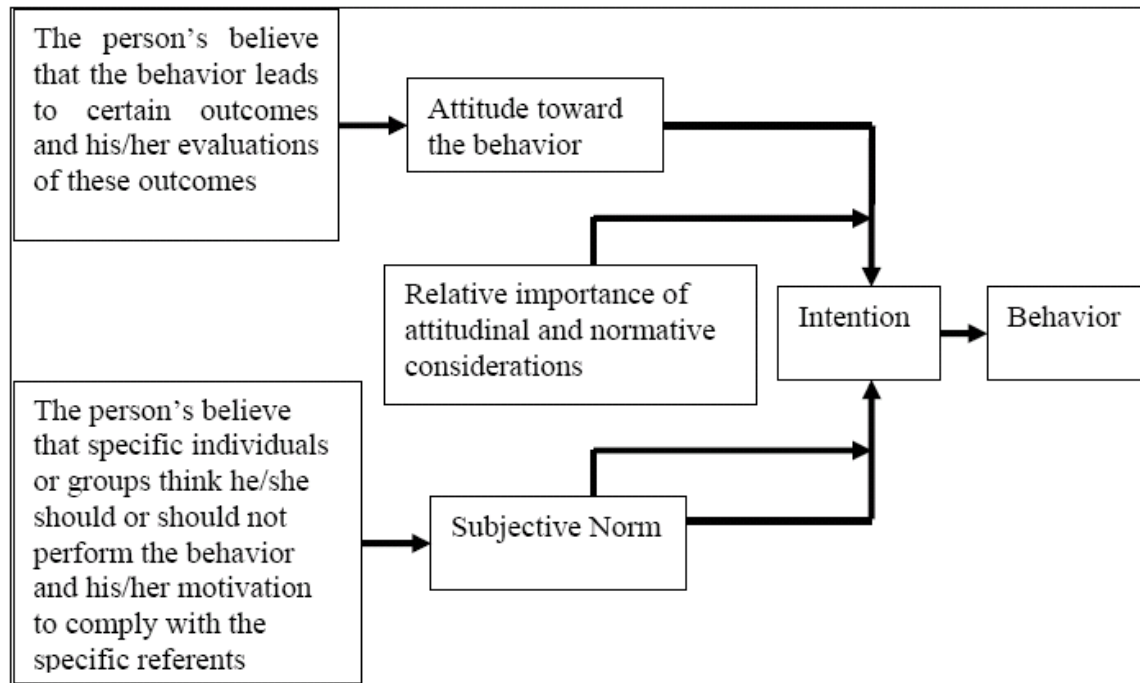 The person’s believe
that the behavior leads
to certain outcomes
and his/her evaluations
of these outcomes
Attitude toward
the behavior
Relative importance of
attitudinal and normative
considerations
Intention
Behavior
The person’s believe
that specific individuals
or groups think he/she
should or should not
perform the behavior
and his/her motivation
to comply with the
specific referents
Subjective Norm